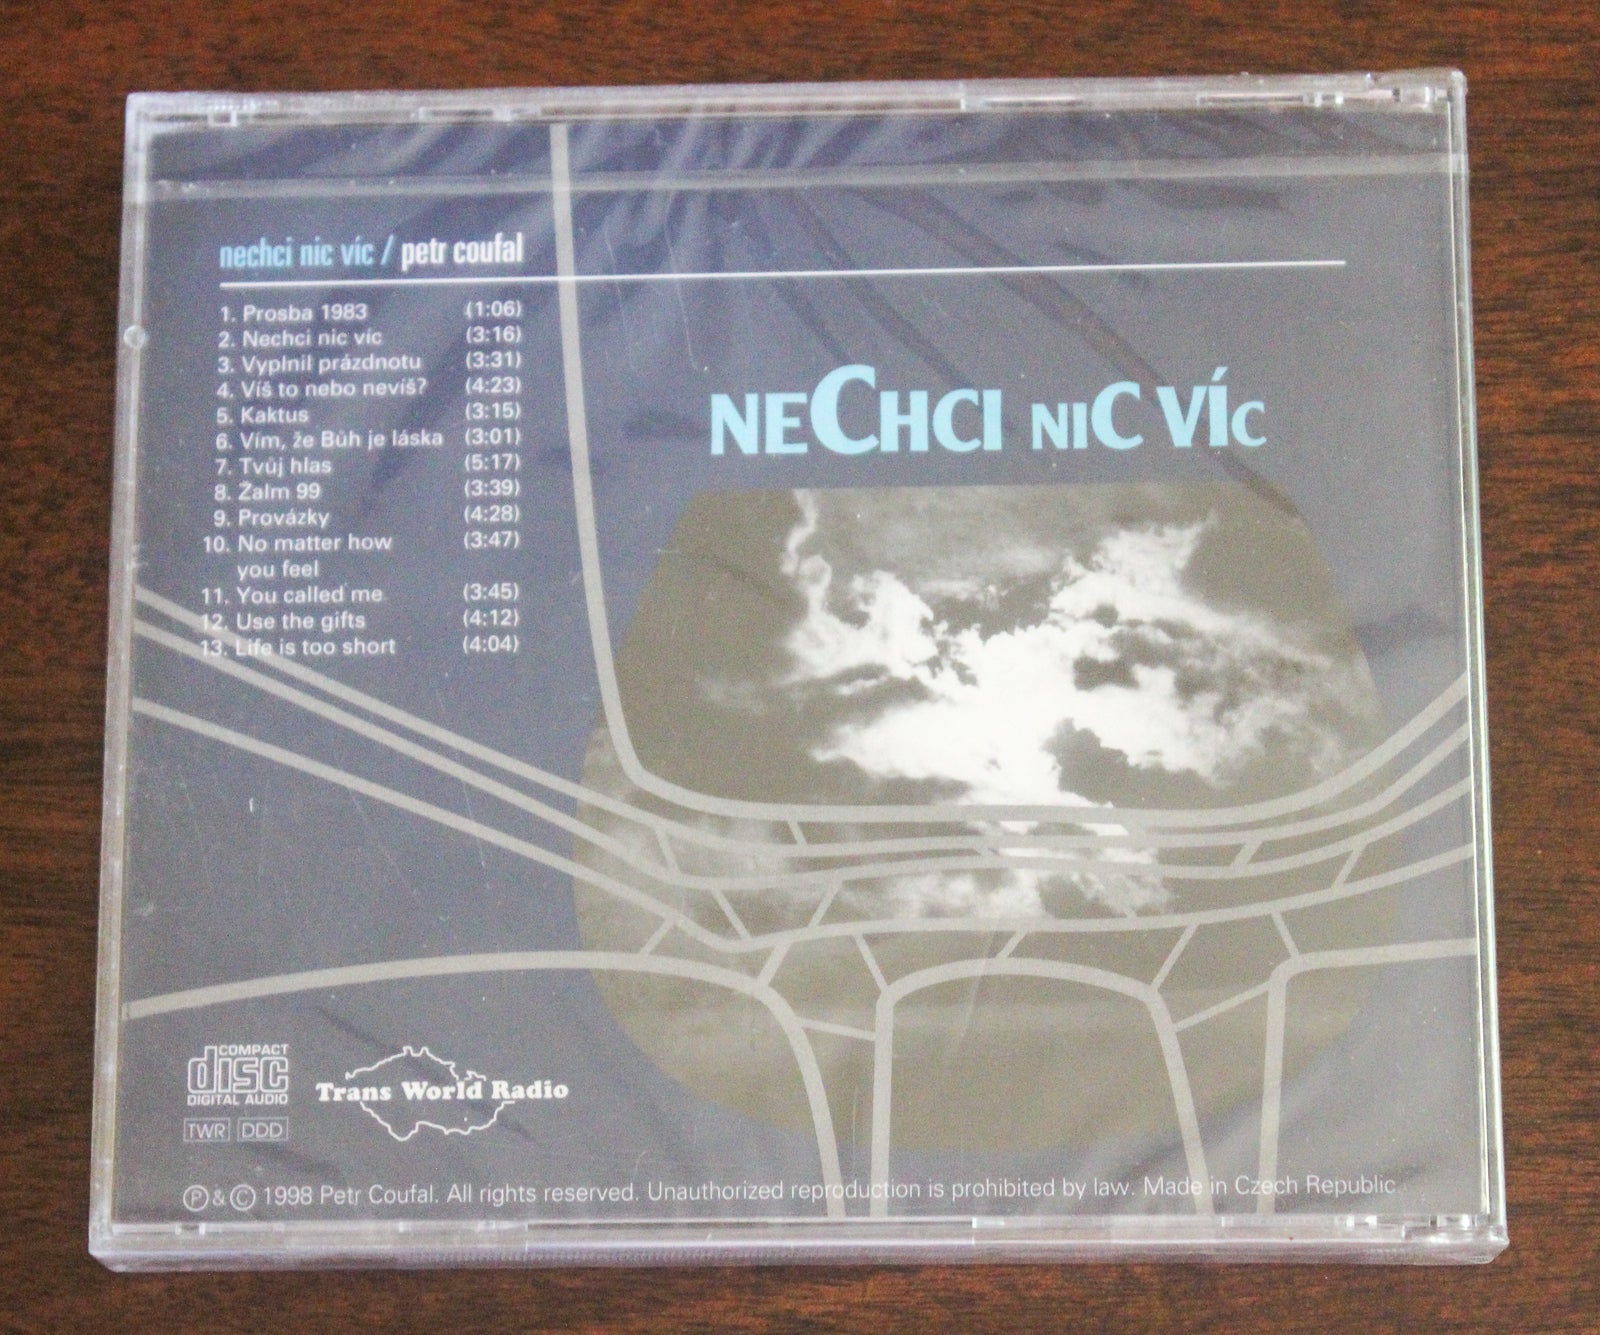 nechci nic víc / petr coufal
1. Prosba 1983 (1:06)
2. Nechci nic víc (3:16)
3. Vyplnil prázdnotu (3:31)
4. Víš to nebo nevíš? (4:23)
5. Kaktus (3:15)
6. Vím, že Bůh je láska (3:01)
7. Tvůj hlas (5:17)
8. Žalm 99 (3:39)
9. Provázky (4:28)
10. No matter how (3:47)
you feel
11. You called me (3:45)
12. Use the gifts (4:12)
13. Life is too short (4:04)
NECHCI NIC VÍC
COMPACT
disc
DIGITAL AUDIO
TWR DDD
Trans World Radio
Ⓟ & © 1998 Petr Coufal. All rights reserved. Unauthorized reproduction is prohibited by law. Made in Czech Republic